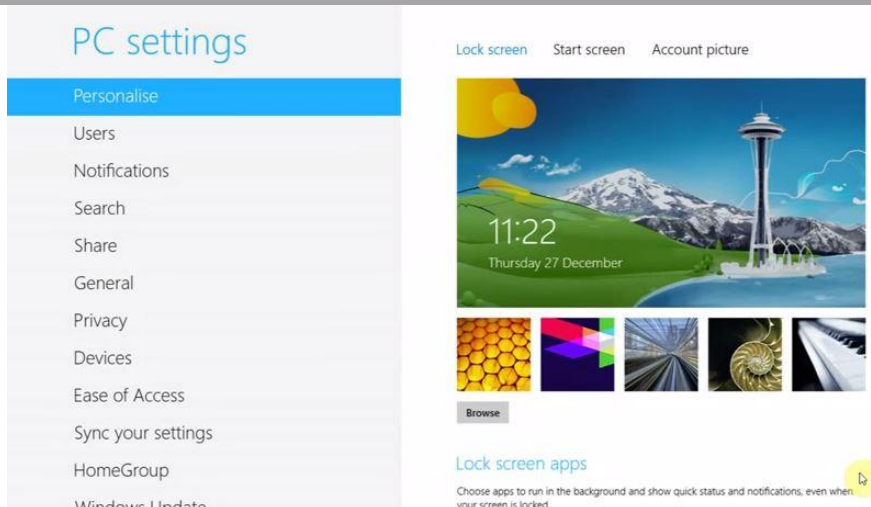 PC settings
Personalise
Users
Notifications
Search
Share
General
Privacy
Devices
Ease of Access
Sync your settings
HomeGroup
Windows Update
Lock screen Start screen Account picture
11:22
Thursday 27 December
Browse
Lock screen apps
Choose apps to run in the background and show quick status and notifications, even when
your screen is locked